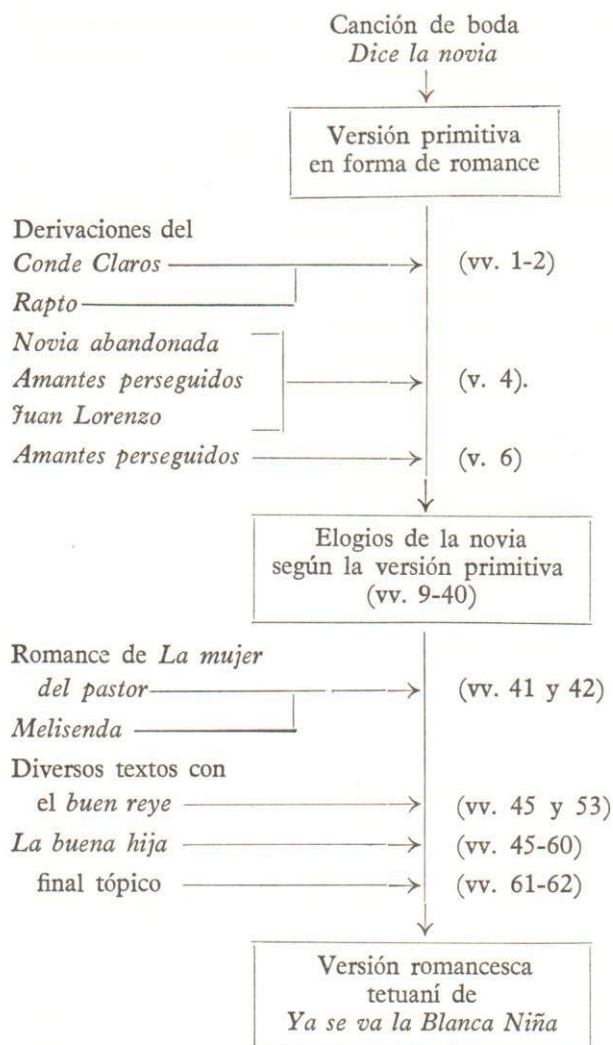 Canción de boda
Dice la novia
Versión primitiva
en forma de romance
Derivaciones del
Conde Claros (vv. 1-2)
Rapto
Novia abandonada
Amantes perseguidos (v. 4).
Juan Lorenzo
Amantes perseguidos (v. 6)
Elogios de la novia
según la versión primitiva
(vv. 9-40)
Romance de La mujer
del pastor (vv. 41 y 42)
Melisenda
Diversos textos con
el buen reye (vv. 45 y 53)
La buena hija (vv. 45-60)
final tópico (vv. 61-62)
Versión romancesca
tetuaní de
Ya se va la Blanca Niña